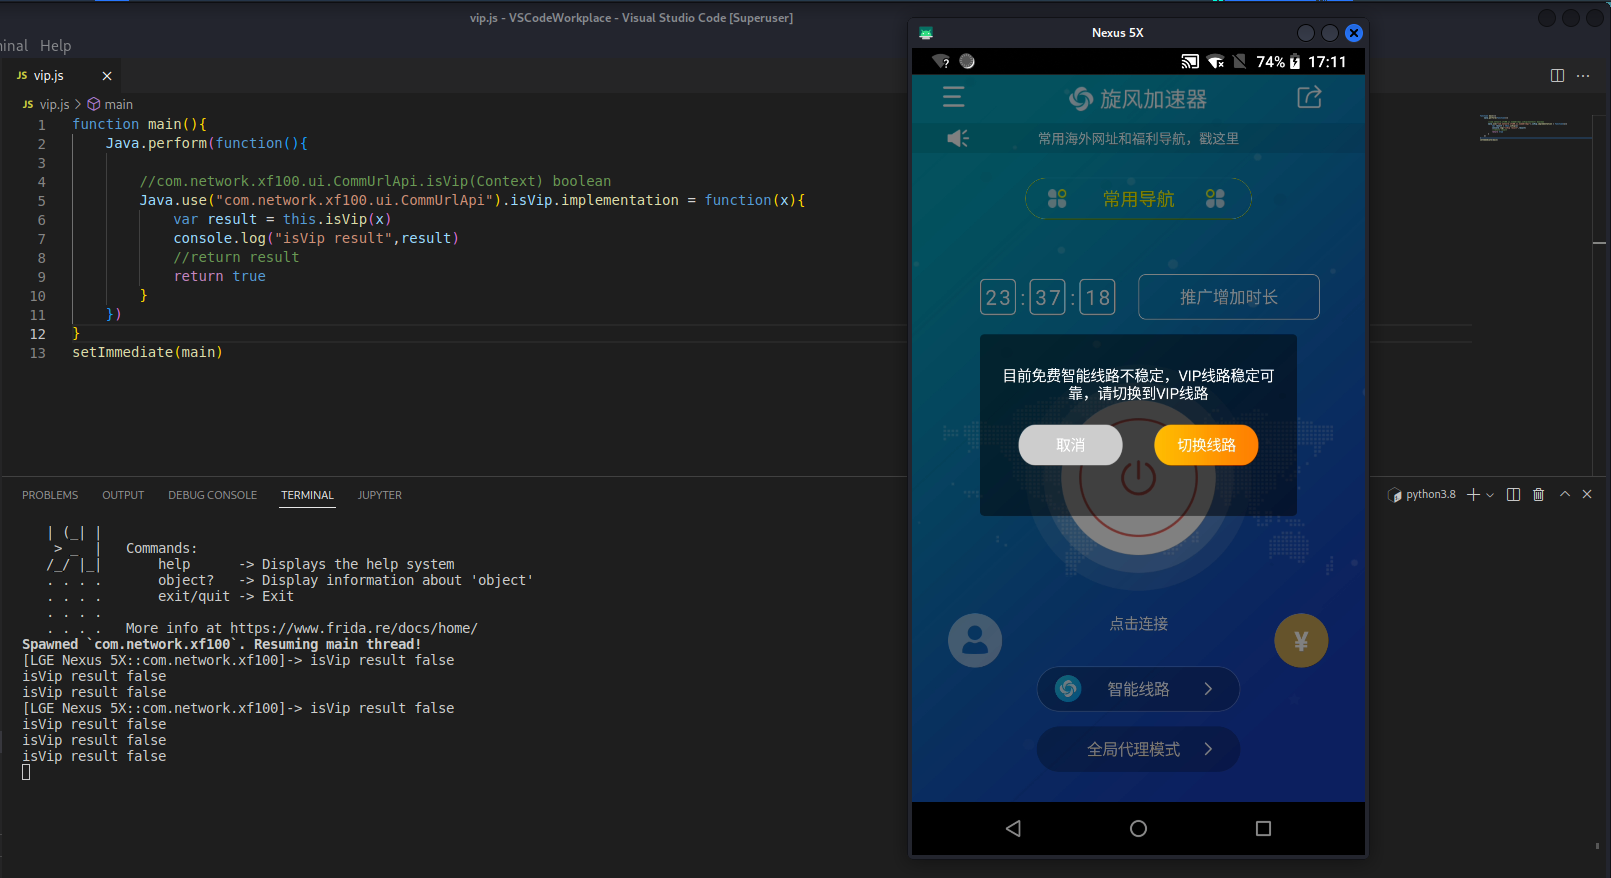 vip.js - VSCodeWorkplace - Visual Studio Code [Superuser]
inal Help
JS vip.js
JS vip.js > main
1 function main(){
2 Java.perform(function(){
3
4 //com.network.xf100.ui.CommUrlApi.isVip(Context) boolean
5 Java.use("com.network.xf100.ui.CommUrlApi").isVip.implementation = function(x){
6 var result = this.isVip(x)
7 console.log("isVip result",result)
8 //return result
9 return true
10 }
11 })
12 }
13 setImmediate(main)
PROBLEMS OUTPUT DEBUG CONSOLE TERMINAL JUPYTER
python3.8
| (_| |
> _ | Commands:
/_/ |_| help -> Displays the help system
. . . . object? -> Display information about 'object'
. . . . exit/quit -> Exit
. . . .
. . . . More info at https://www.frida.re/docs/home/
Spawned `com.network.xf100`. Resuming main thread!
[LGE Nexus 5X::com.network.xf100]-> isVip result false
isVip result false
isVip result false
[LGE Nexus 5X::com.network.xf100]-> isVip result false
isVip result false
isVip result false
isVip result false
Nexus 5X
74% 17:11
旋风加速器
常用海外网址和福利导航，戳这里
常用导航
23:37:18 推广增加时长
目前免费智能线路不稳定，VIP线路稳定可
靠，请切换到VIP线路
取消 切换线路
点击连接
¥
智能线路 >
全局代理模式 >